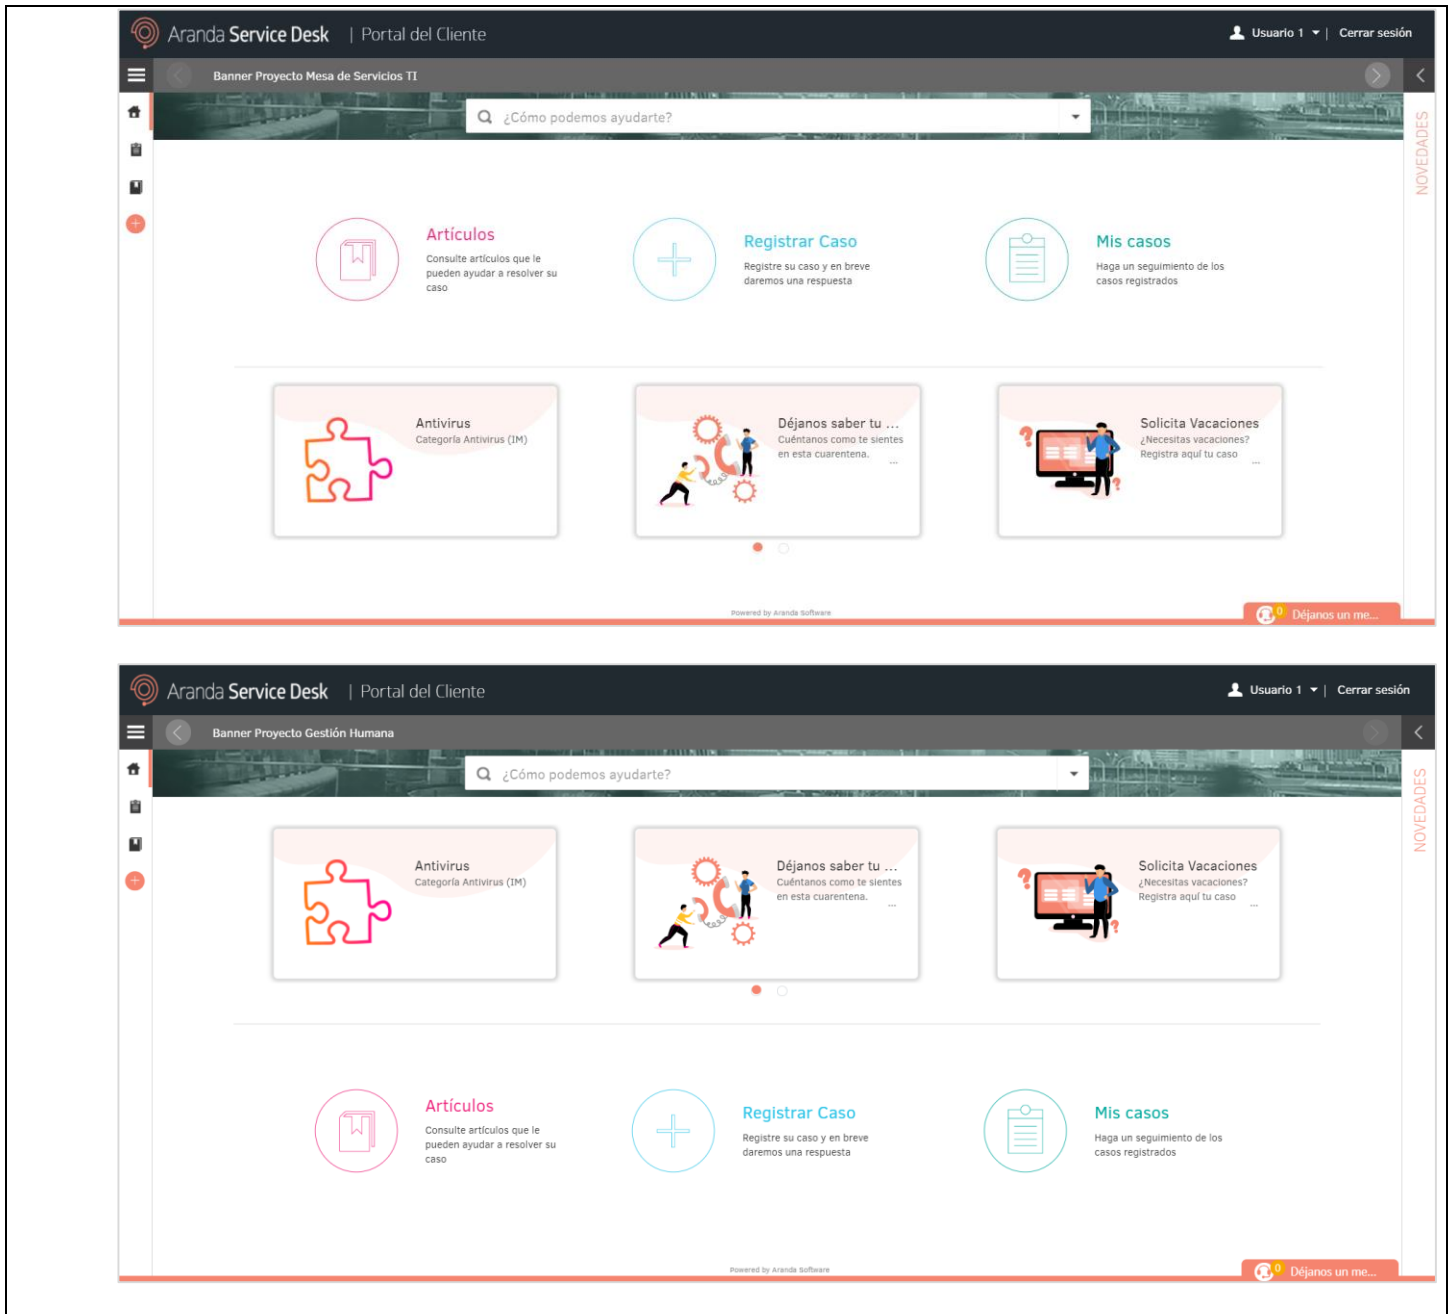 Aranda Service Desk | Portal del Cliente
Usuario 1 | Cerrar sesión
Banner Proyecto Mesa de Servicios TI
¿Cómo podemos ayudarte?
NOVEDADES
Artículos
Consulte artículos que le
pueden ayudar a resolver su
caso
Registrar Caso
Registre su caso y en breve
daremos una respuesta
Mis casos
Haga un seguimiento de los
casos registrados
Antivirus
Categoría Antivirus (IM)
Déjanos saber tu ...
Cuéntanos como te sientes
en esta cuarentena.
...
Solicita Vacaciones
¿Necesitas vacaciones?
Registra aquí tu caso
...
Powered by Aranda Software
0 Déjanos un me...
Aranda Service Desk | Portal del Cliente
Usuario 1 | Cerrar sesión
Banner Proyecto Gestión Humana
¿Cómo podemos ayudarte?
NOVEDADES
Antivirus
Categoría Antivirus (IM)
Déjanos saber tu ...
Cuéntanos como te sientes
en esta cuarentena.
...
Solicita Vacaciones
¿Necesitas vacaciones?
Registra aquí tu caso
...
Artículos
Consulte artículos que le
pueden ayudar a resolver su
caso
Registrar Caso
Registre su caso y en breve
daremos una respuesta
Mis casos
Haga un seguimiento de los
casos registrados
Powered by Aranda Software
0 Déjanos un me...